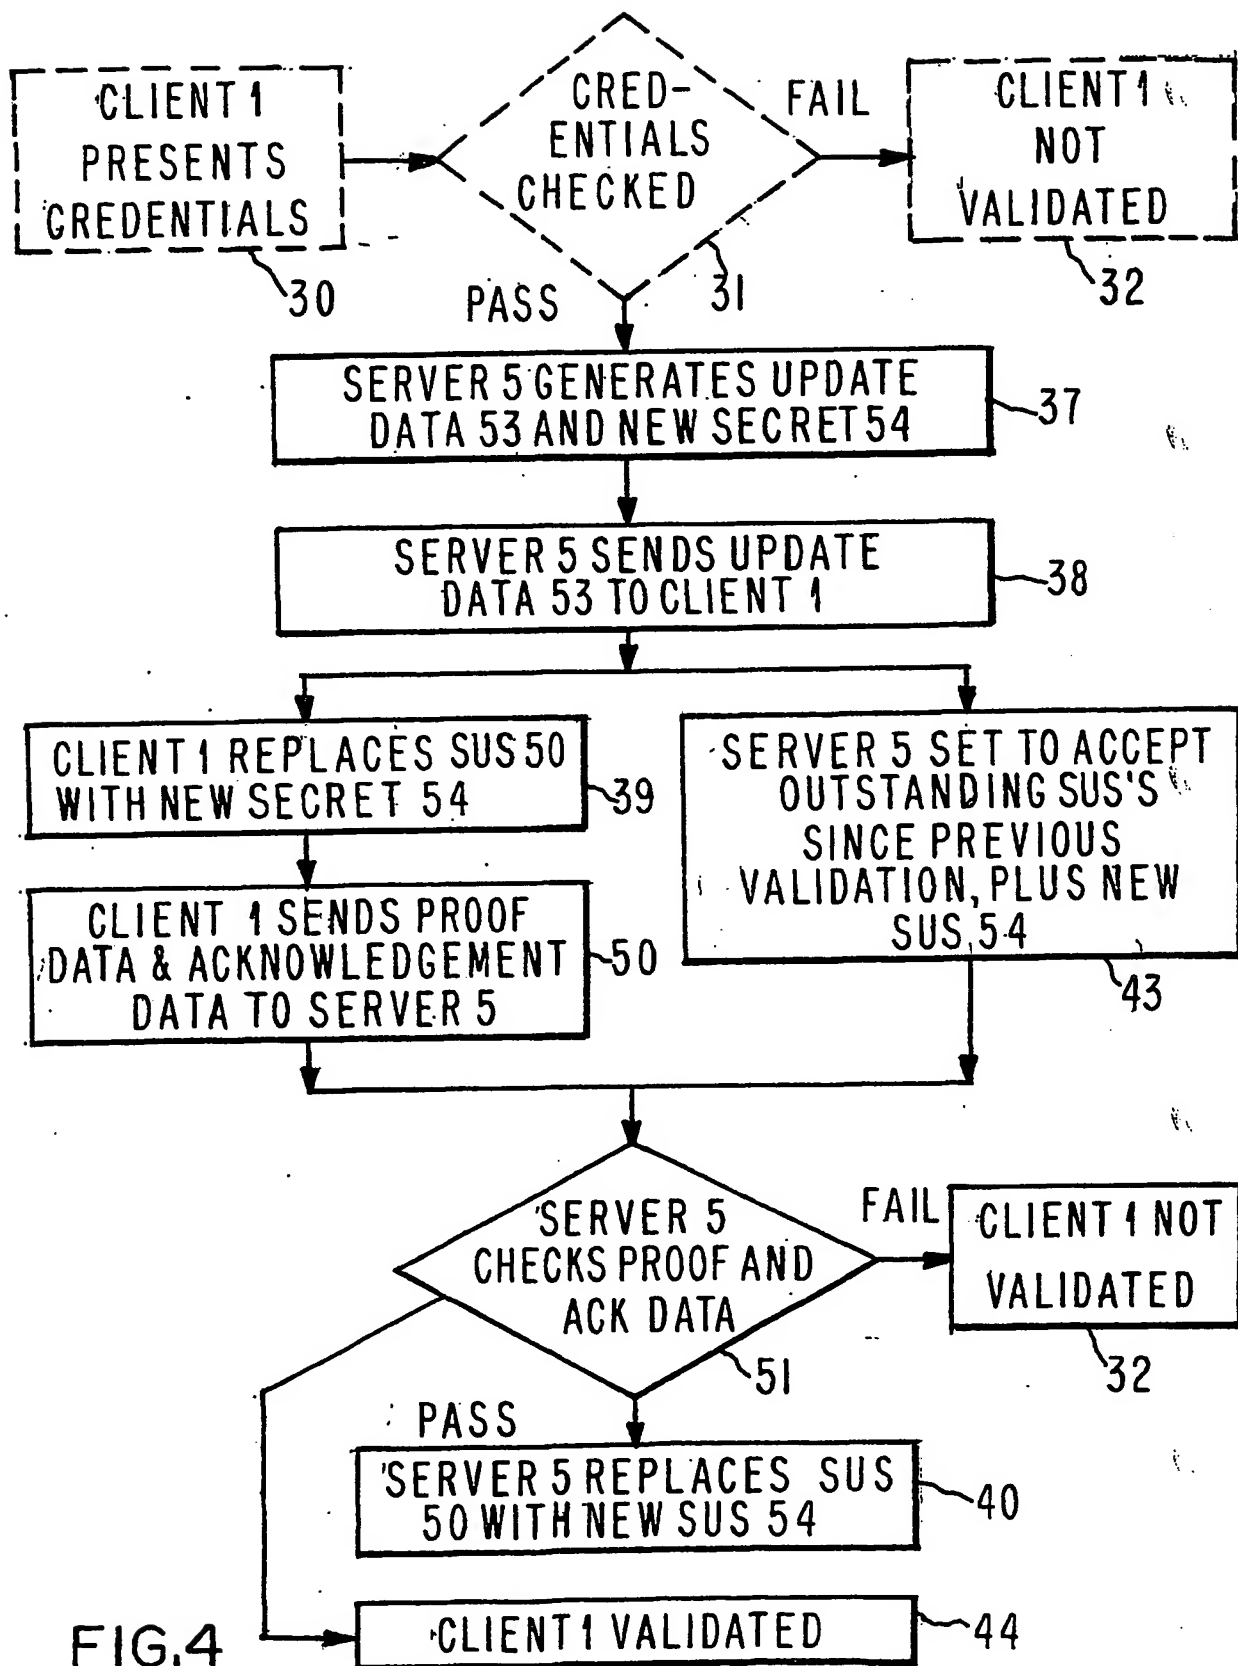 CLIENT 1
PRESENTS
CREDENTIALS
30
CRED-
ENTIALS
CHECKED
31
FAIL
CLIENT 1
NOT
VALIDATED
32
PASS
SERVER 5 GENERATES UPDATE
DATA 53 AND NEW SECRET 54
37
SERVER 5 SENDS UPDATE
DATA 53 TO CLIENT 1
38
CLIENT 1 REPLACES SUS 50
WITH NEW SECRET 54
39
SERVER 5 SET TO ACCEPT
OUTSTANDING SUS'S
SINCE PREVIOUS
VALIDATION, PLUS NEW
SUS 54
43
CLIENT 1 SENDS PROOF
DATA & ACKNOWLEDGEMENT
DATA TO SERVER 5
50
SERVER 5
CHECKS PROOF AND
ACK DATA
51
FAIL
CLIENT 1 NOT
VALIDATED
32
PASS
SERVER 5 REPLACES SUS
50 WITH NEW SUS 54
40
CLIENT 1 VALIDATED
44
FIG.4